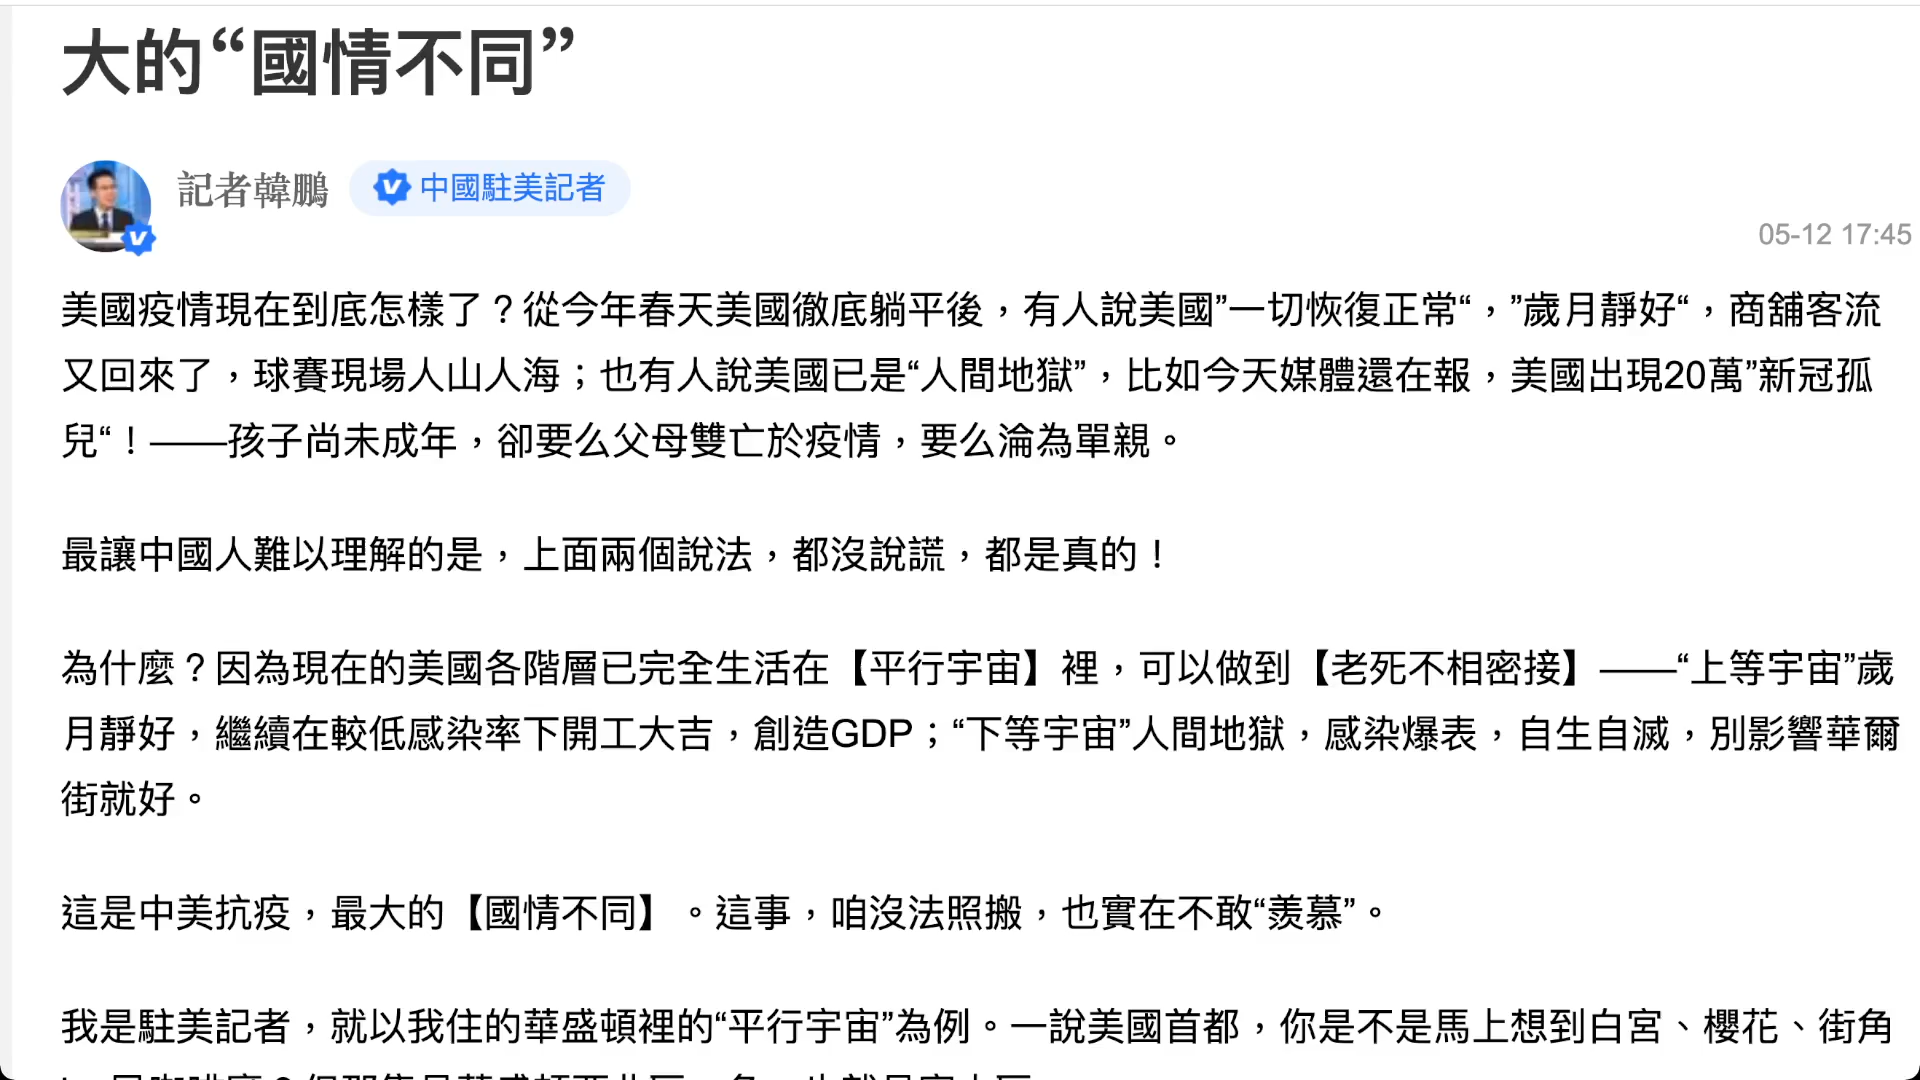 大的“國情不同”
記者韓鵬 中國駐美記者
05-12 17:45
美國疫情現在到底怎樣了？從今年春天美國徹底躺平後，有人說美國”一切恢復正常“，”歲月靜好“，商舖客流
又回來了，球賽現場人山人海；也有人說美國已是“人間地獄”，比如今天媒體還在報，美國出現20萬”新冠孤
兒“！——孩子尚未成年，卻要么父母雙亡於疫情，要么淪為單親。
最讓中國人難以理解的是，上面兩個說法，都沒說謊，都是真的！
為什麼？因為現在的美國各階層已完全生活在【平行宇宙】裡，可以做到【老死不相密接】——“上等宇宙”歲
月靜好，繼續在較低感染率下開工大吉，創造GDP；“下等宇宙”人間地獄，感染爆表，自生自滅，別影響華爾
街就好。
這是中美抗疫，最大的【國情不同】。這事，咱沒法照搬，也實在不敢“羨慕”。
我是駐美記者，就以我住的華盛頓裡的“平行宇宙”為例。一說美國首都，你是不是馬上想到白宮、櫻花、街角